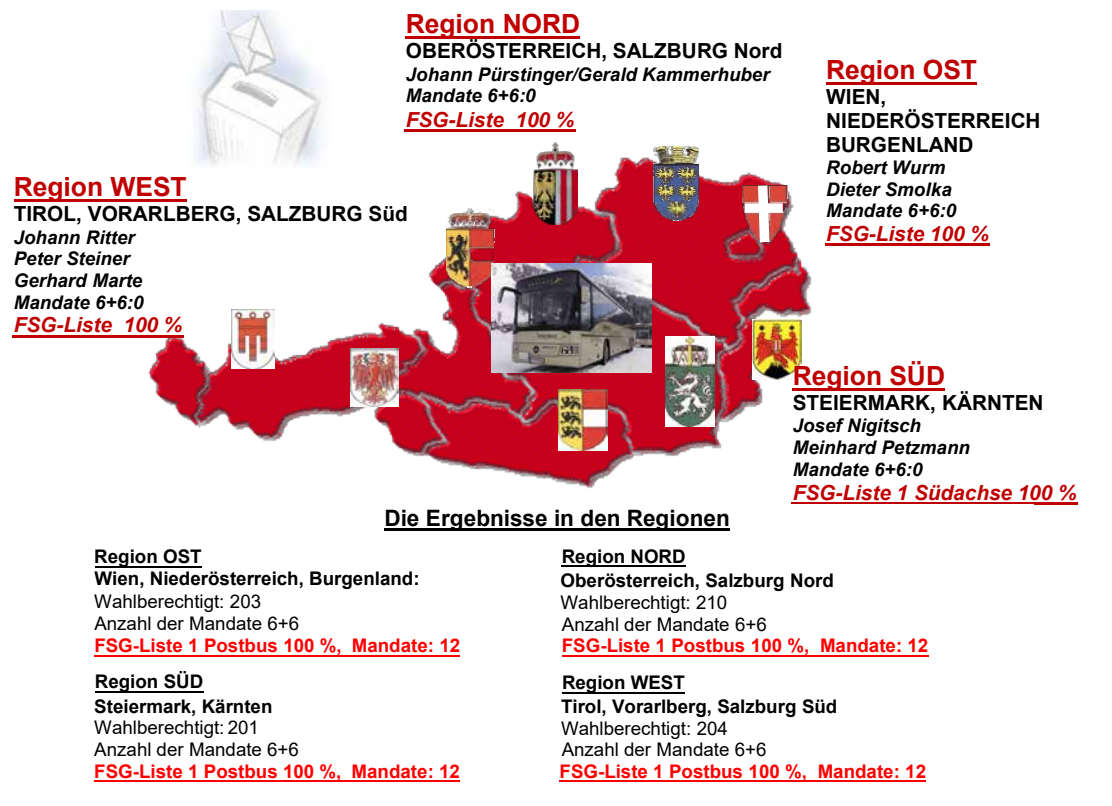 Region NORD
OBERÖSTERREICH, SALZBURG Nord
Johann Pürstinger/Gerald Kammerhuber
Mandate 6+6:0
FSG-Liste 100 %
Region OST
WIEN,
NIEDERÖSTERREICH
BURGENLAND
Robert Wurm
Dieter Smolka
Mandate 6+6:0
FSG-Liste 100 %
Region WEST
TIROL, VORARLBERG, SALZBURG Süd
Johann Ritter
Peter Steiner
Gerhard Marte
Mandate 6+6:0
FSG-Liste 100 %
Region SÜD
STEIERMARK, KÄRNTEN
Josef Nigitsch
Meinhard Petzmann
Mandate 6+6:0
FSG-Liste 1 Südachse 100 %
Die Ergebnisse in den Regionen
Region OST
Wien, Niederösterreich, Burgenland:
Wahlberechtigt: 203
Anzahl der Mandate 6+6
FSG-Liste 1 Postbus 100 %, Mandate: 12
Region NORD
Oberösterreich, Salzburg Nord
Wahlberechtigt: 210
Anzahl der Mandate 6+6
FSG-Liste 1 Postbus 100 %, Mandate: 12
Region SÜD
Steiermark, Kärnten
Wahlberechtigt: 201
Anzahl der Mandate 6+6
FSG-Liste 1 Postbus 100 %, Mandate: 12
Region WEST
Tirol, Vorarlberg, Salzburg Süd
Wahlberechtigt: 204
Anzahl der Mandate 6+6
FSG-Liste 1 Postbus 100 %, Mandate: 12